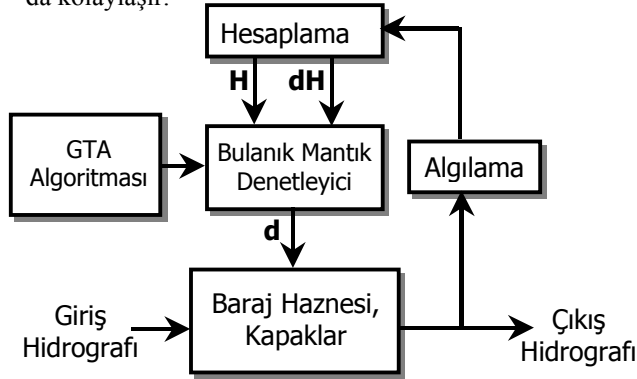 da kolaylaşır.
Hesaplama
H dH
GTA
Algoritması
Bulanık Mantık
Denetleyici
Algılama
d
Giriş
Hidrografı
Baraj Haznesi,
Kapaklar
Çıkış
Hidrografı